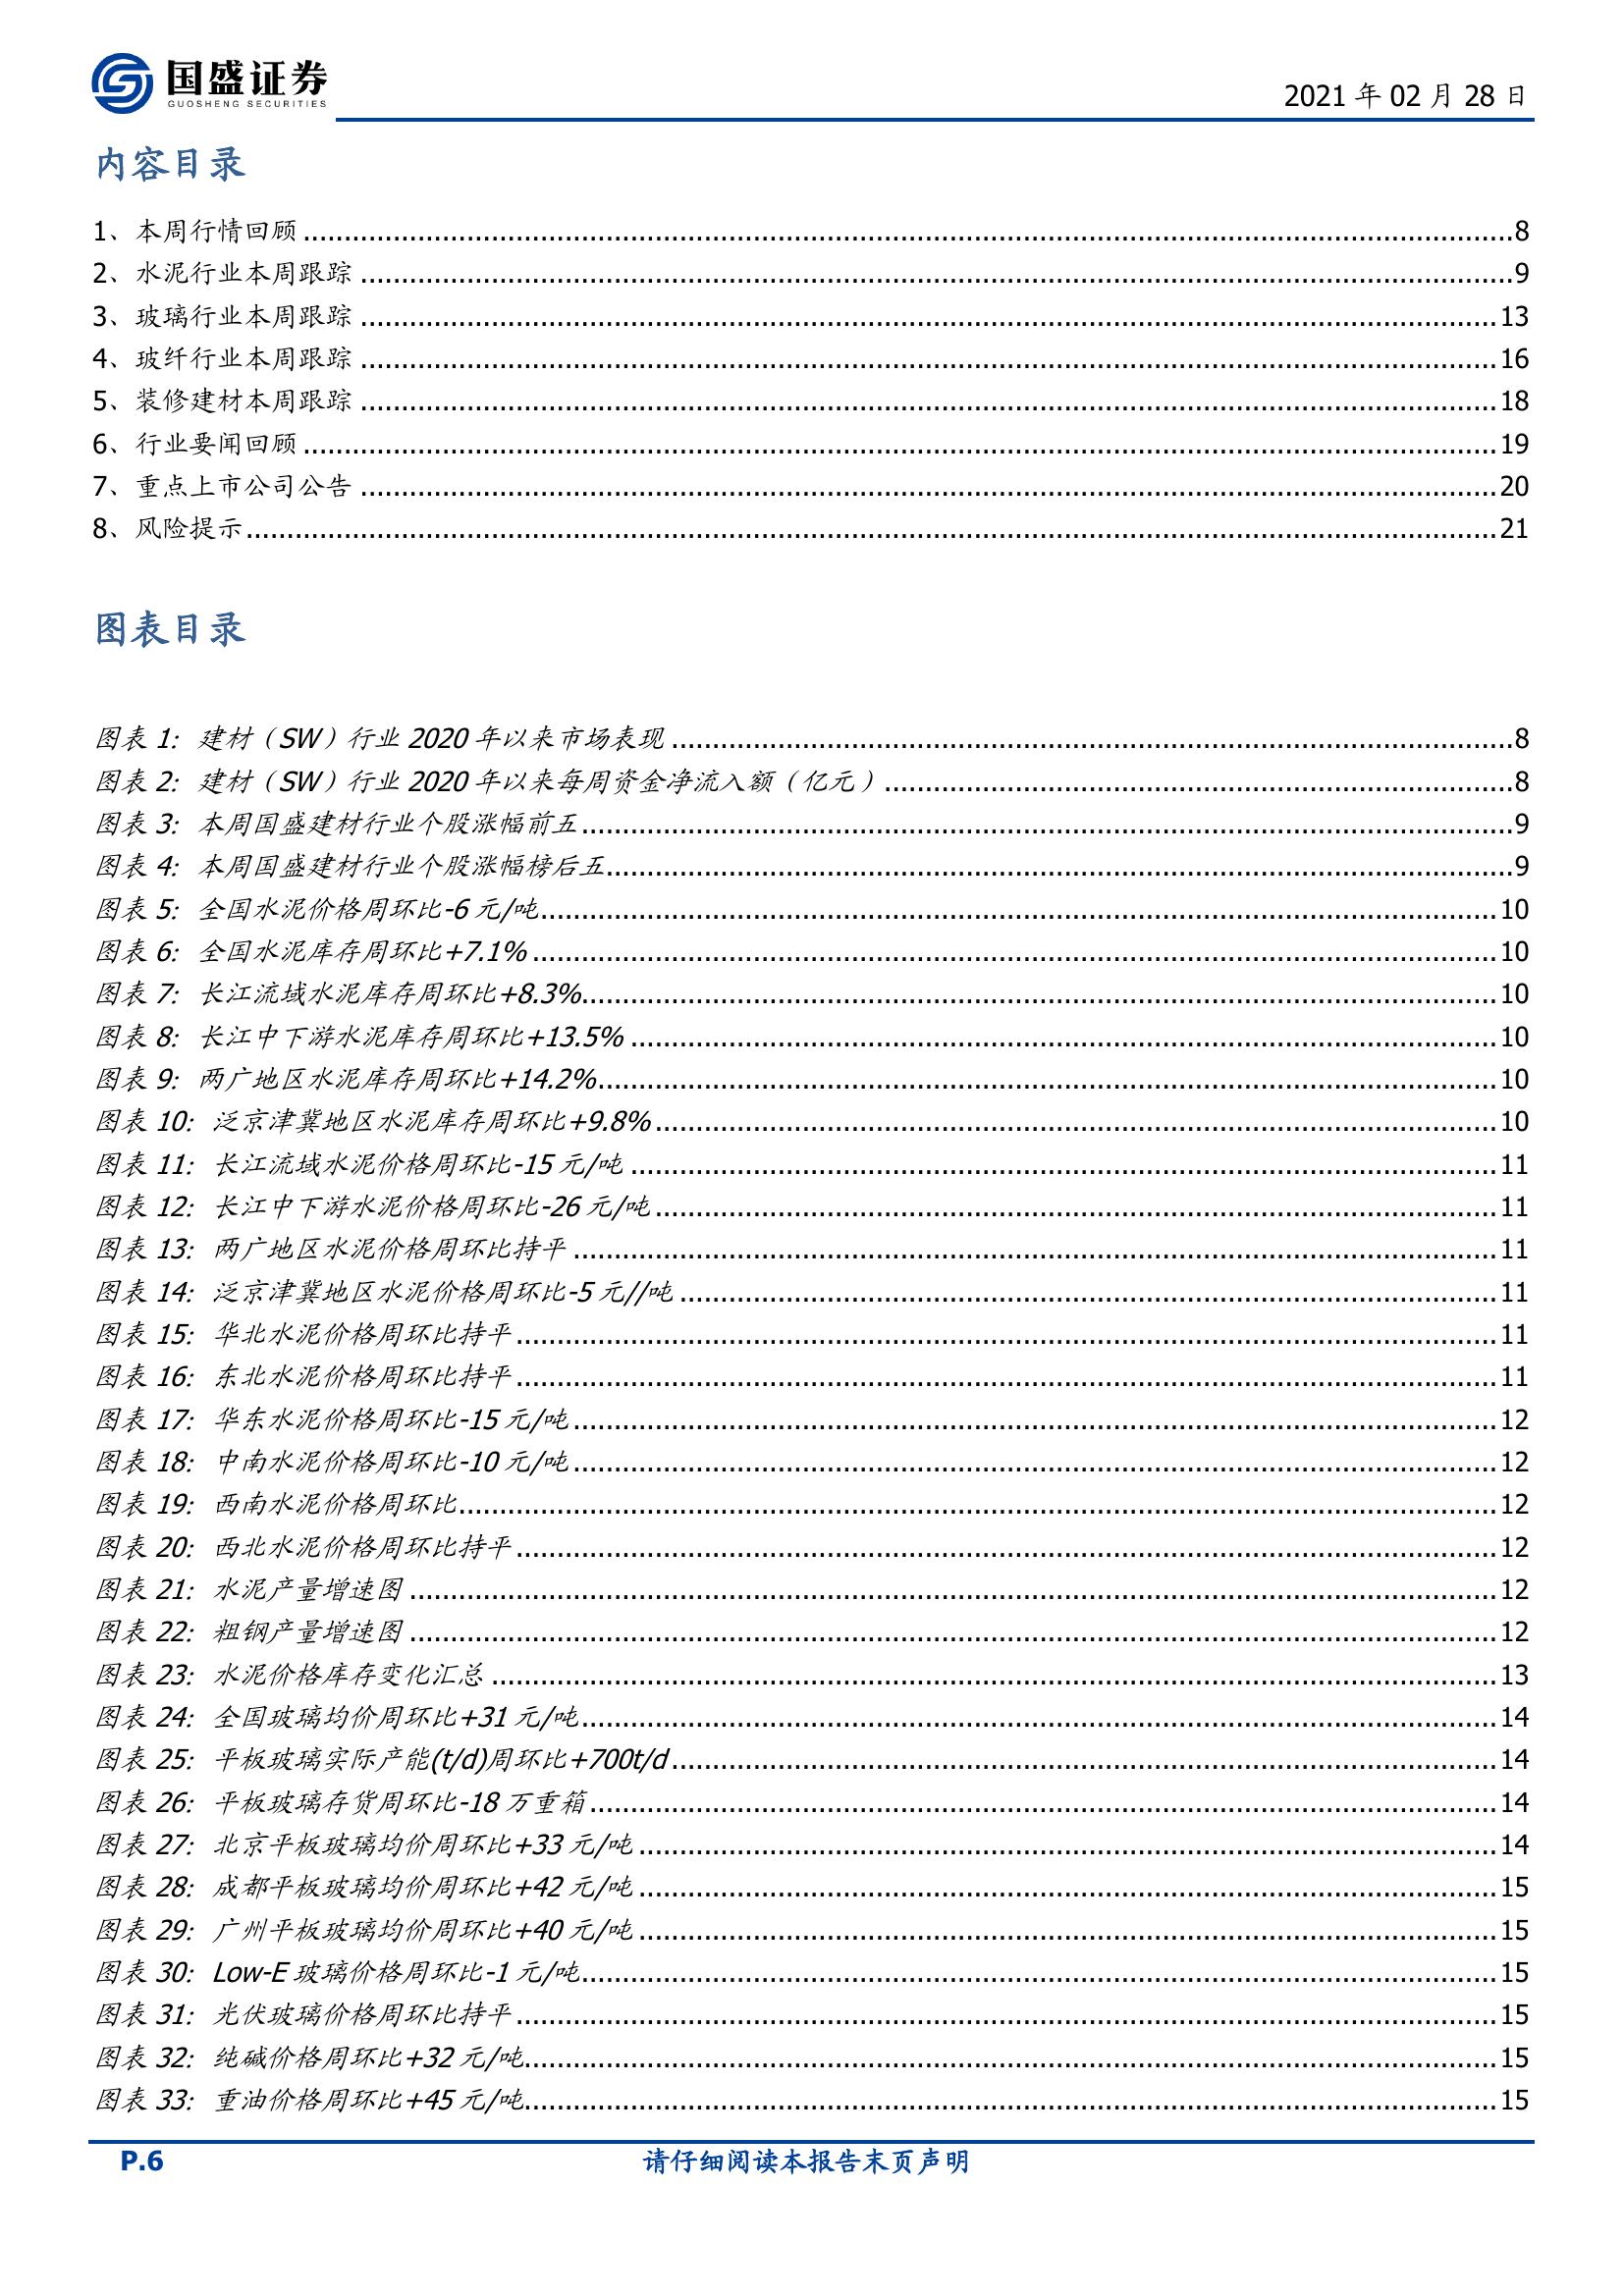 国盛证券
GUOSHENG SECURITIES
2021 年 02 月 28 日
内容目录
1、本周行情回顾 ........ 8
2、水泥行业本周跟踪 ........ 9
3、玻璃行业本周跟踪 ........ 13
4、玻纤行业本周跟踪 ........ 16
5、装修建材本周跟踪 ........ 18
6、行业要闻回顾 ........ 19
7、重点上市公司公告 ........ 20
8、风险提示 ........ 21
图表目录
图表 1: 建材（SW）行业 2020 年以来市场表现 ........ 8
图表 2: 建材（SW）行业 2020 年以来每周资金净流入额（亿元） ........ 8
图表 3: 本周国盛建材行业个股涨幅前五 ........ 9
图表 4: 本周国盛建材行业个股涨幅榜后五 ........ 9
图表 5: 全国水泥价格周环比-6 元/吨 ........ 10
图表 6: 全国水泥库存周环比+7.1% ........ 10
图表 7: 长江流域水泥库存周环比+8.3% ........ 10
图表 8: 长江中下游水泥库存周环比+13.5% ........ 10
图表 9: 两广地区水泥库存周环比+14.2% ........ 10
图表 10: 泛京津冀地区水泥库存周环比+9.8% ........ 10
图表 11: 长江流域水泥价格周环比-15 元/吨 ........ 11
图表 12: 长江中下游水泥价格周环比-26 元/吨 ........ 11
图表 13: 两广地区水泥价格周环比持平 ........ 11
图表 14: 泛京津冀地区水泥价格周环比-5 元//吨 ........ 11
图表 15: 华北水泥价格周环比持平 ........ 11
图表 16: 东北水泥价格周环比持平 ........ 11
图表 17: 华东水泥价格周环比-15 元/吨 ........ 12
图表 18: 中南水泥价格周环比-10 元/吨 ........ 12
图表 19: 西南水泥价格周环比 ........ 12
图表 20: 西北水泥价格周环比持平 ........ 12
图表 21: 水泥产量增速图 ........ 12
图表 22: 粗钢产量增速图 ........ 12
图表 23: 水泥价格库存变化汇总 ........ 13
图表 24: 全国玻璃均价周环比+31 元/吨 ........ 14
图表 25: 平板玻璃实际产能(t/d)周环比+700t/d ........ 14
图表 26: 平板玻璃存货周环比-18 万重箱 ........ 14
图表 27: 北京平板玻璃均价周环比+33 元/吨 ........ 14
图表 28: 成都平板玻璃均价周环比+42 元/吨 ........ 15
图表 29: 广州平板玻璃均价周环比+40 元/吨 ........ 15
图表 30: Low-E 玻璃价格周环比-1 元/吨 ........ 15
图表 31: 光伏玻璃价格周环比持平 ........ 15
图表 32: 纯碱价格周环比+32 元/吨 ........ 15
图表 33: 重油价格周环比+45 元/吨 ........ 15
P.6
请仔细阅读本报告末页声明